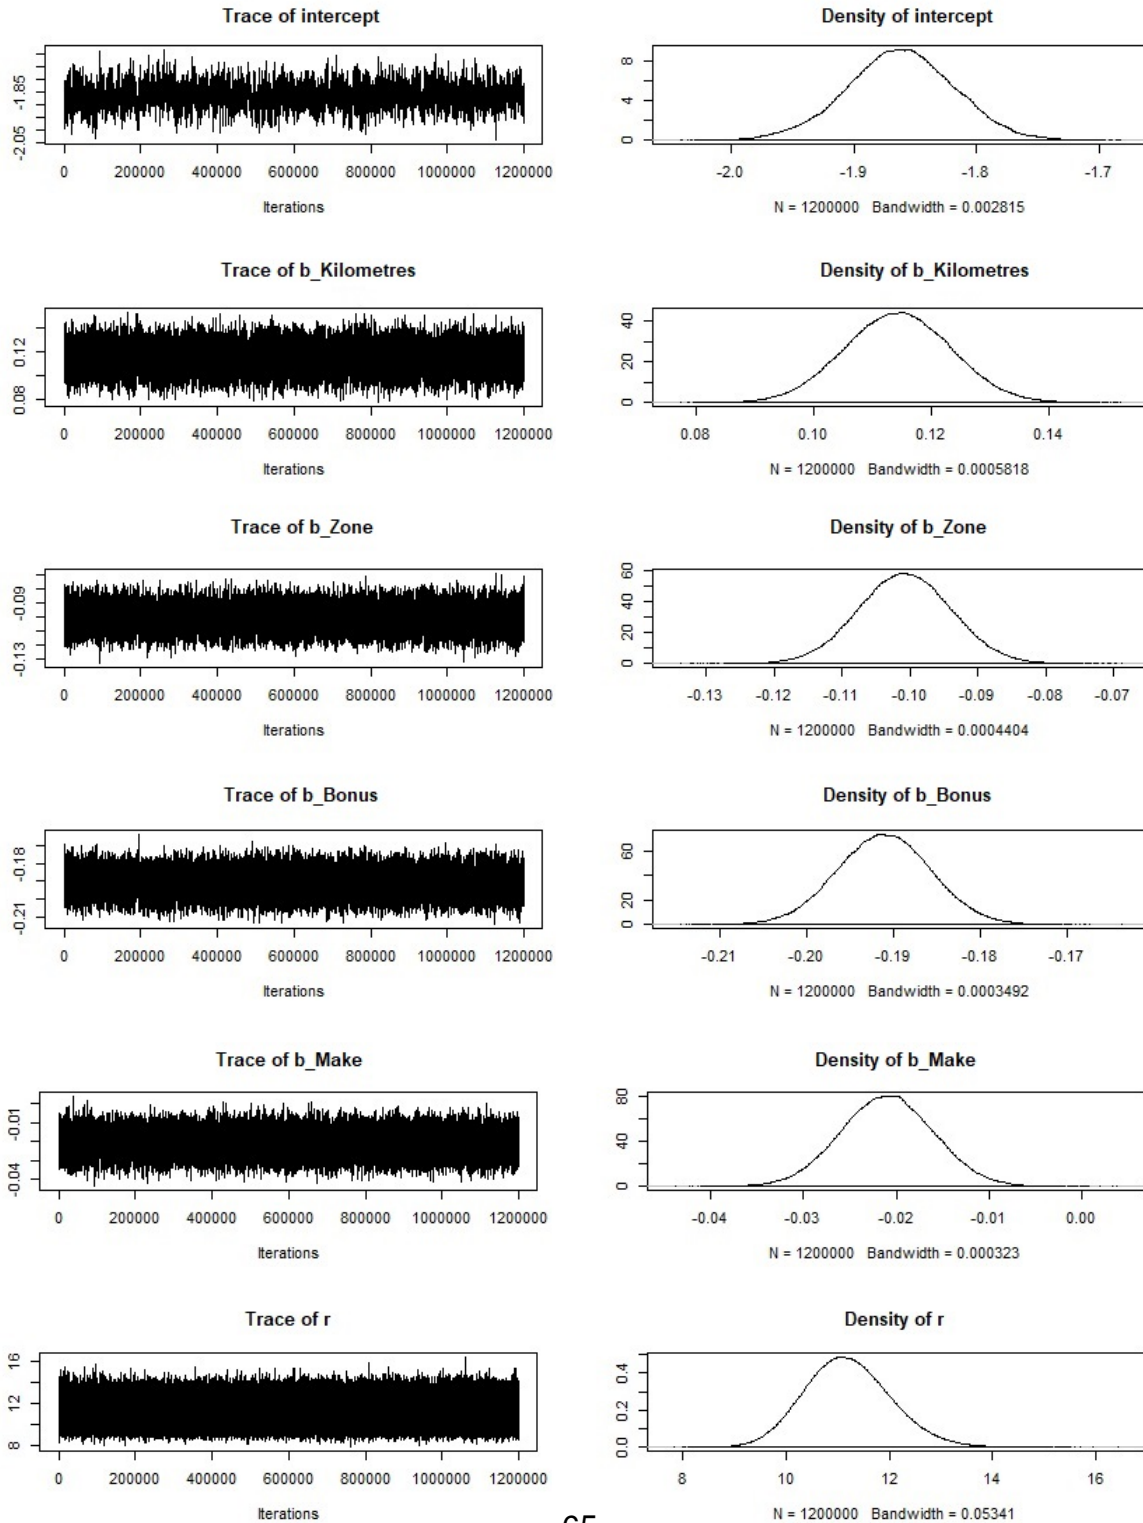 Trace of intercept
Density of intercept
-2.05 -1.85
0 200000 400000 600000 800000 1000000 1200000
Iterations
0 4 8
-2.0 -1.9 -1.8 -1.7
N = 1200000 Bandwidth = 0.002815
Trace of b_Kilometres
Density of b_Kilometres
0.08 0.12
0 200000 400000 600000 800000 1000000 1200000
Iterations
0 20 40
0.08 0.10 0.12 0.14
N = 1200000 Bandwidth = 0.0005818
Trace of b_Zone
Density of b_Zone
-0.13 -0.09
0 200000 400000 600000 800000 1000000 1200000
Iterations
0 20 40 60
-0.13 -0.12 -0.11 -0.10 -0.09 -0.08 -0.07
N = 1200000 Bandwidth = 0.0004404
Trace of b_Bonus
Density of b_Bonus
-0.21 -0.18
0 200000 400000 600000 800000 1000000 1200000
Iterations
0 20 60
-0.21 -0.20 -0.19 -0.18 -0.17
N = 1200000 Bandwidth = 0.0003492
Trace of b_Make
Density of b_Make
-0.04 -0.01
0 200000 400000 600000 800000 1000000 1200000
Iterations
0 40 80
-0.04 -0.03 -0.02 -0.01 0.00
N = 1200000 Bandwidth = 0.000323
Trace of r
Density of r
8 12 16
0 200000 400000 600000 800000 1000000 1200000
Iterations
0.0 0.2 0.4
8 10 12 14 16
N = 1200000 Bandwidth = 0.05341
65